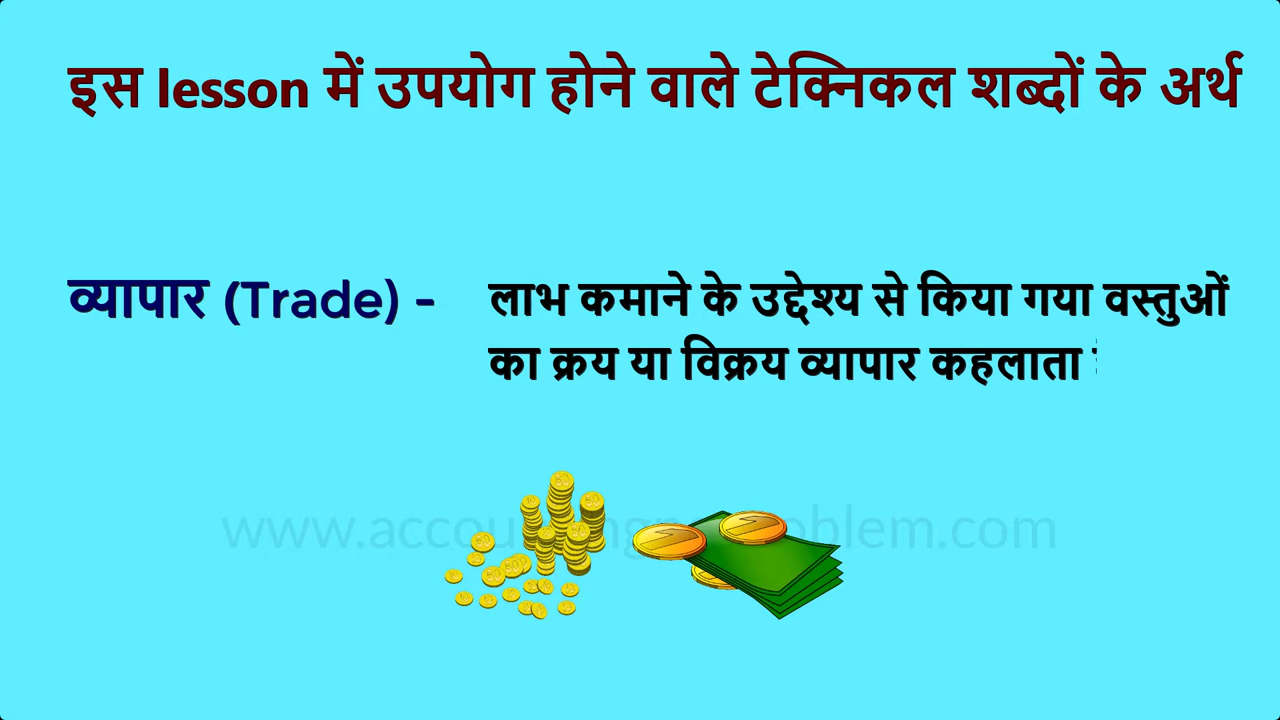 इस lesson में उपयोग होने वाले टेक्निकल शब्दों के अर्थ
व्यापार (Trade) - लाभ कमाने के उद्देश्य से किया गया वस्तुओं
का क्रय या विक्रय व्यापार कहलाता